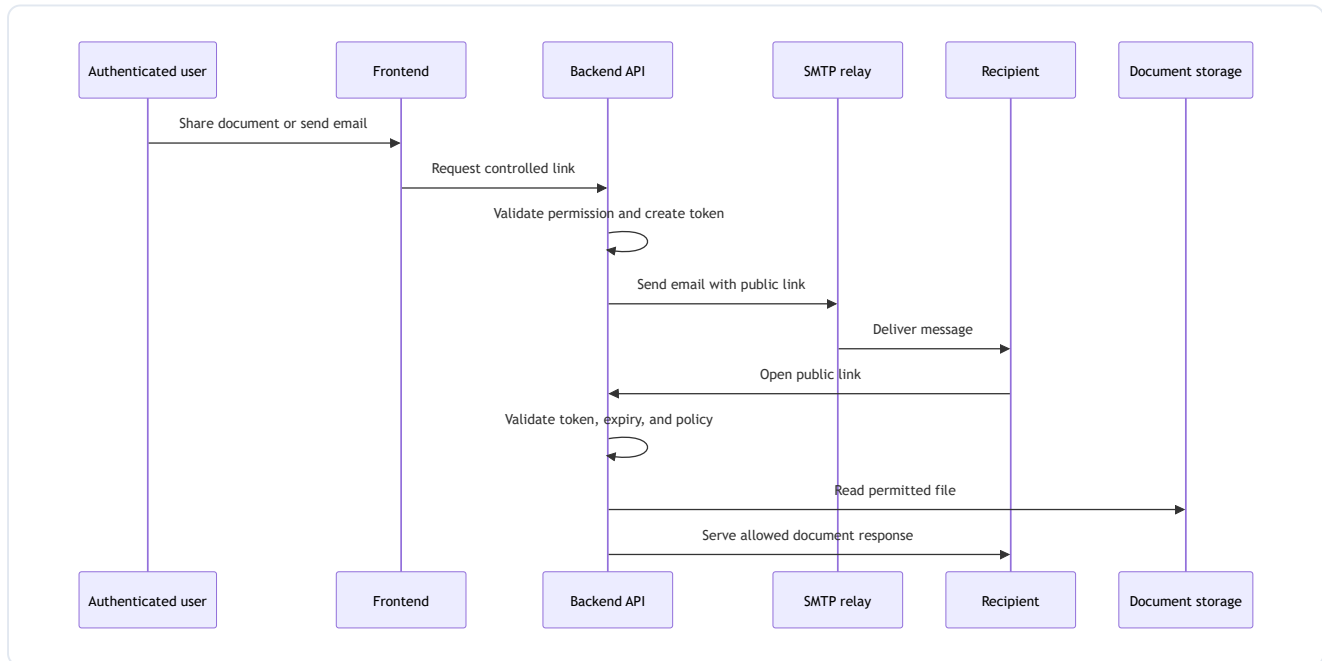 Authenticated user
Frontend
Backend API
SMTP relay
Recipient
Document storage
Share document or send email
Request controlled link
Validate permission and create token
Send email with public link
Deliver message
Open public link
Validate token, expiry, and policy
Read permitted file
Serve allowed document response
Authenticated user
Frontend
Backend API
SMTP relay
Recipient
Document storage